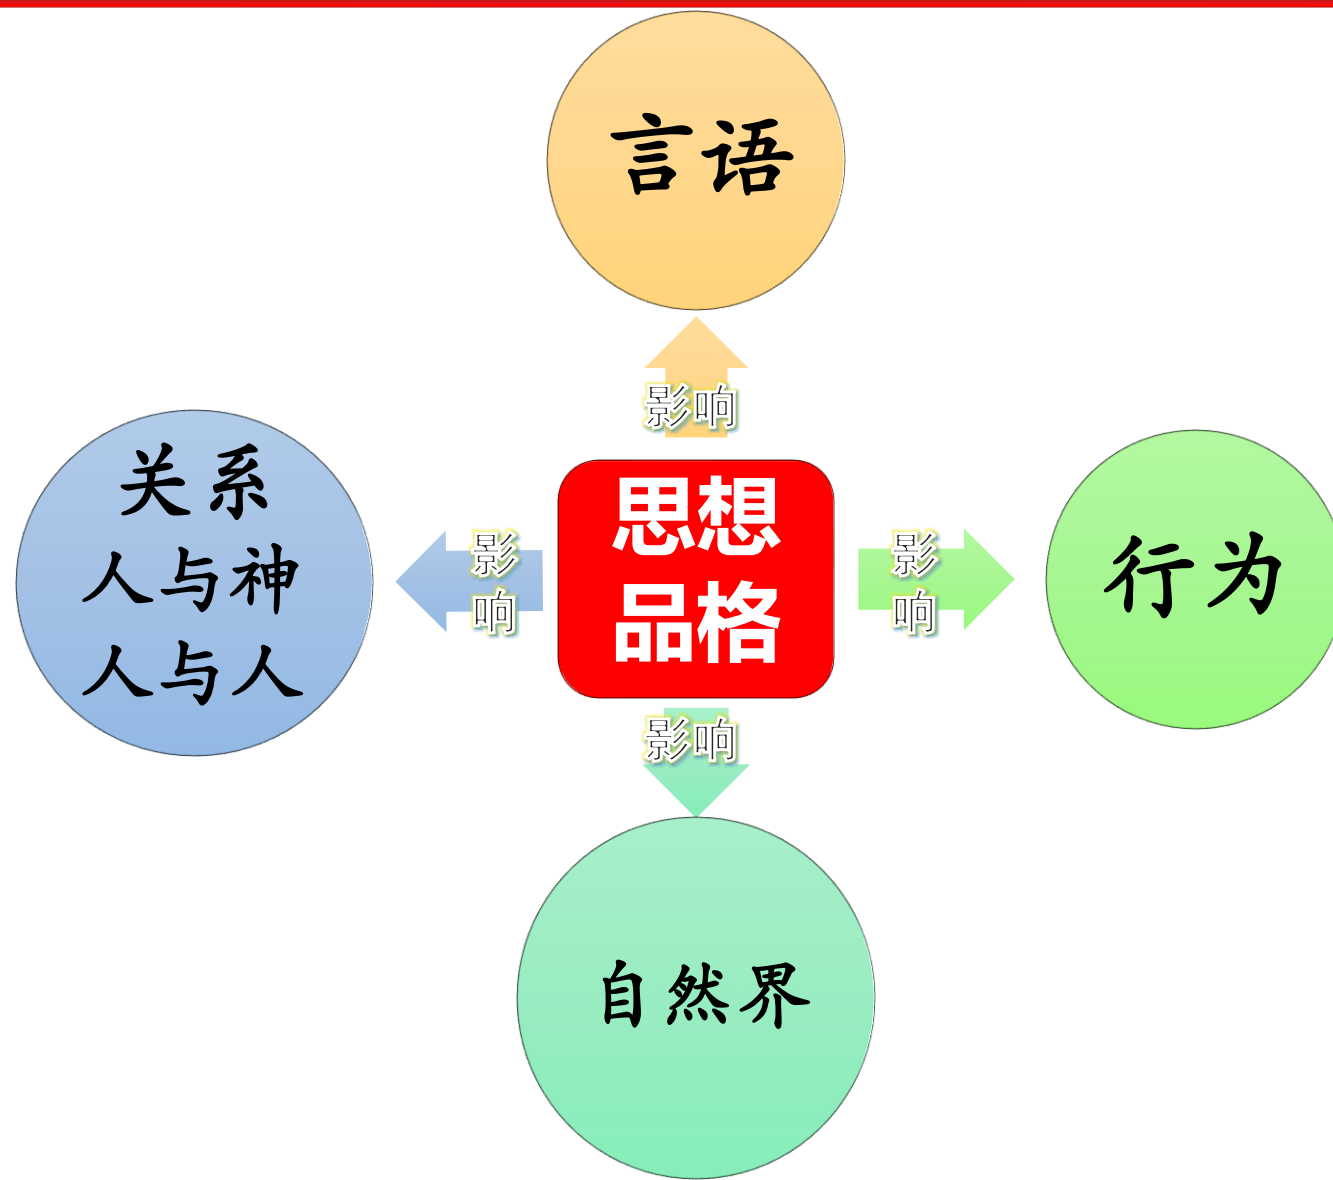 言语
影响
关系
人与神
人与人
影
响
思想
品格
影
响
行为
影响
自然界